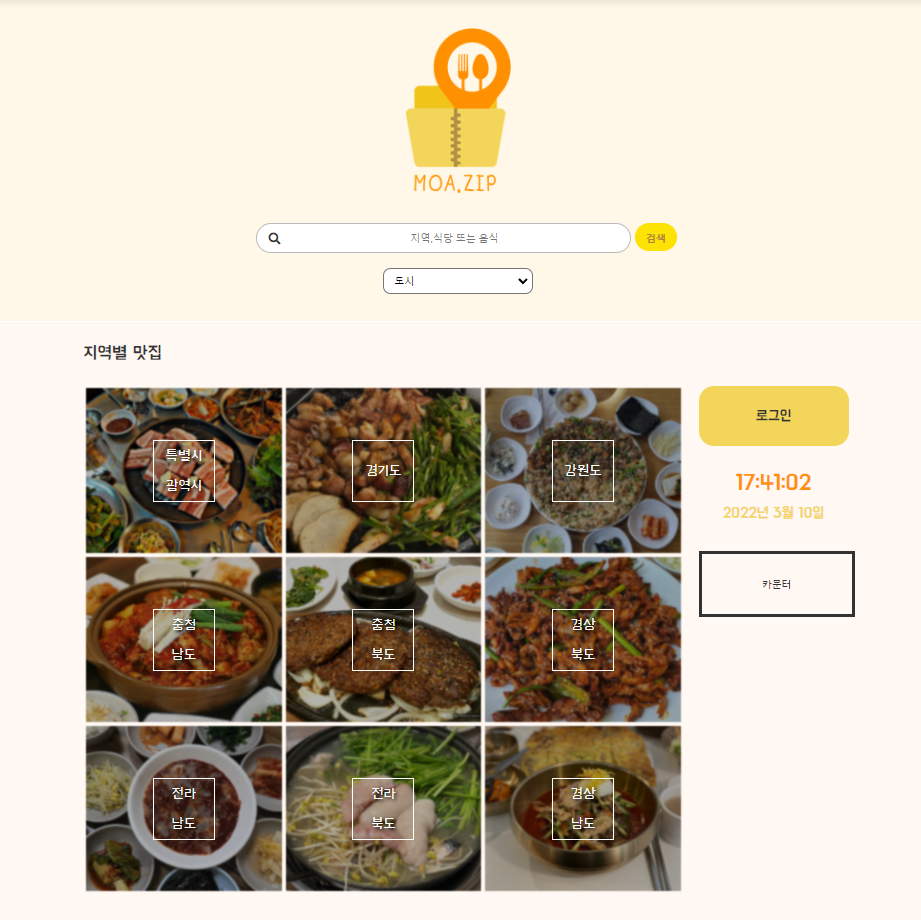 MOA.ZIP
지역,식당 또는 음식
검색
도시
지역별 맛집
특별시
광역시
경기도
강원도
로그인
17:41:02
2022년 3월 10일
카운터
충청
남도
충청
북도
경상
북도
전라
남도
전라
북도
경상
남도